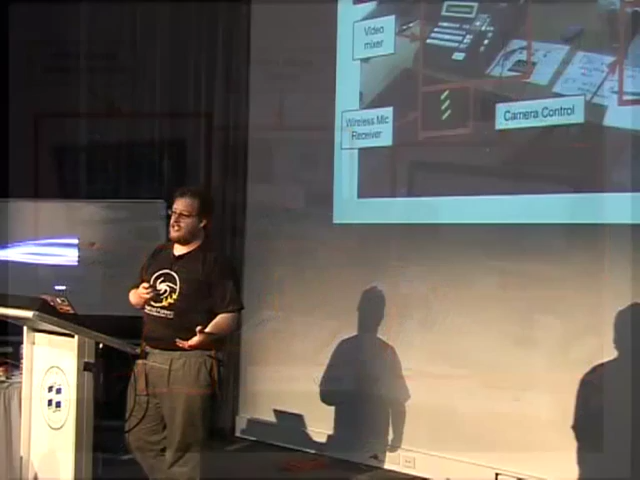 Video
mixer
Wireless Mic
Receiver
Camera Control